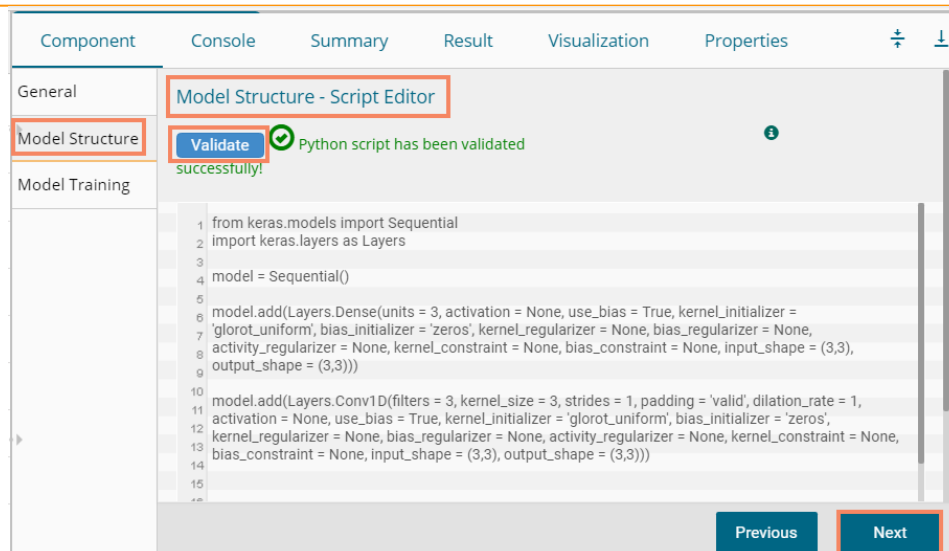 Component Console Summary Result Visualization Properties
General
Model Structure
Model Training
Model Structure - Script Editor
Validate Python script has been validated
successfully!
1 from keras.models import Sequential
2 import keras.layers as Layers
3
4 model = Sequential()
5
6 model.add(Layers.Dense(units = 3, activation = None, use_bias = True, kernel_initializer =
7 'glorot_uniform', bias_initializer = 'zeros', kernel_regularizer = None, bias_regularizer = None,
8 activity_regularizer = None, kernel_constraint = None, bias_constraint = None, input_shape = (3,3),
9 output_shape = (3,3)))
10
11 model.add(Layers.Conv1D(filters = 3, kernel_size = 3, strides = 1, padding = 'valid', dilation_rate = 1,
12 activation = None, use_bias = True, kernel_initializer = 'glorot_uniform', bias_initializer = 'zeros',
13 kernel_regularizer = None, bias_regularizer = None, activity_regularizer = None, kernel_constraint = None,
14 bias_constraint = None, input_shape = (3,3), output_shape = (3,3)))
15
Previous Next